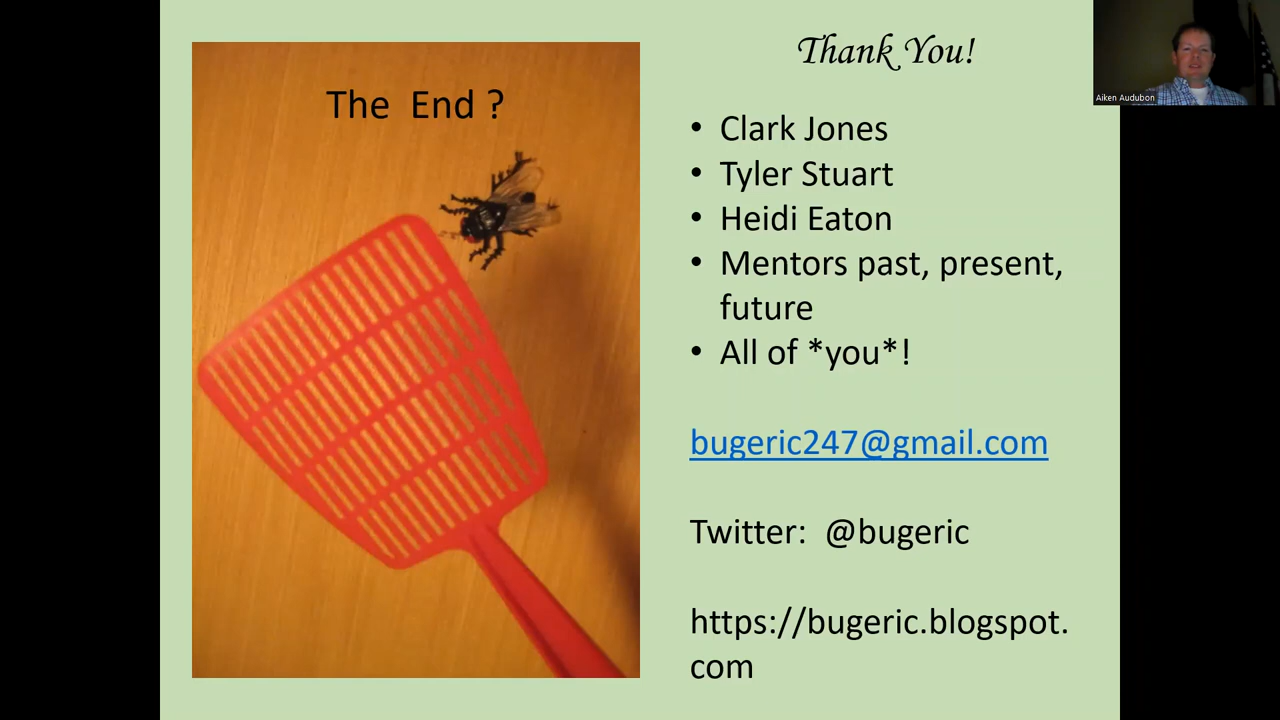 The End ?
Thank You!
• Clark Jones
• Tyler Stuart
• Heidi Eaton
• Mentors past, present,
future
• All of *you*!
bugeric247@gmail.com
Twitter: @bugeric
https://bugeric.blogspot.
com
Aiken Audubon